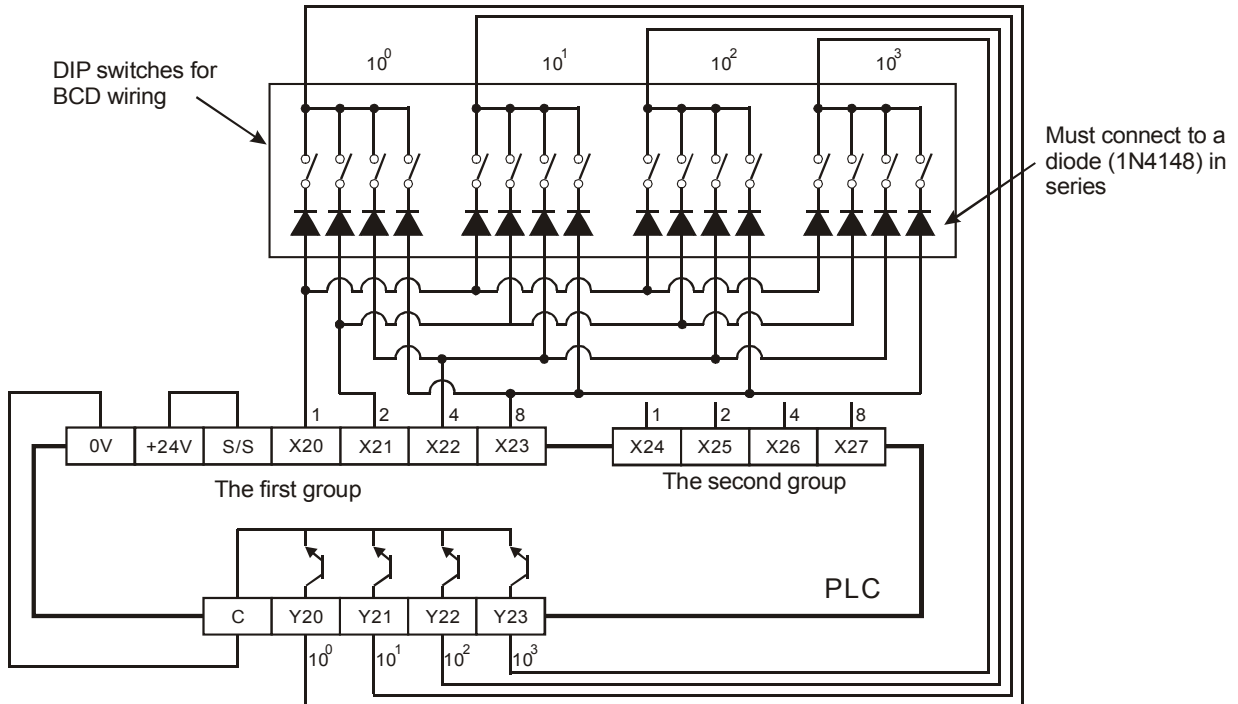 10⁰ 10¹ 10² 10³
DIP switches for
BCD wiring
Must connect to a
diode (1N4148) in
series
1 2 4 8 1 2 4 8
0V +24V S/S X20 X21 X22 X23 X24 X25 X26 X27
The first group The second group
PLC
C Y20 Y21 Y22 Y23
10⁰ 10¹ 10² 10³